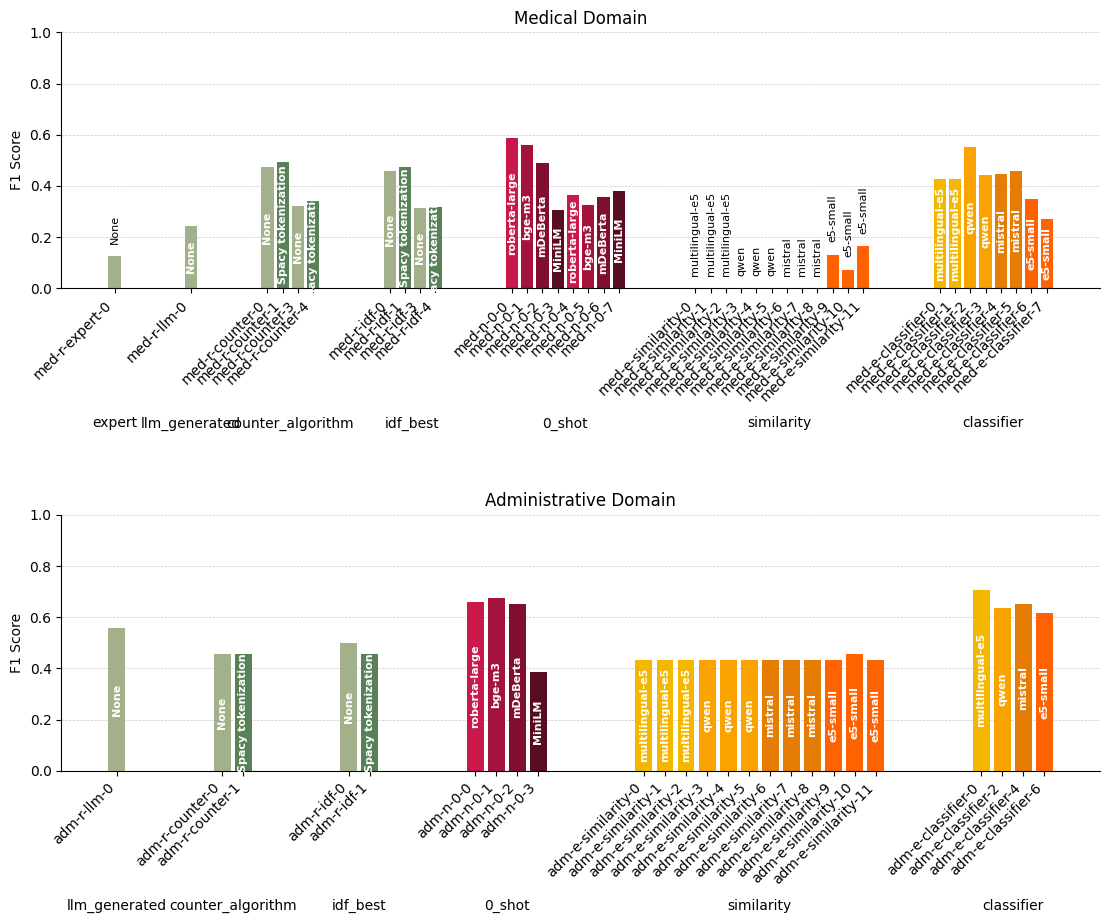 Medical Domain
1.0
0.8
0.6
0.4
0.2
0.0
F1 Score
None
None
None
Spacy tokenization
None
None
Spacy tokenization
None
roberta-large
bge-m3
mDeBerta
MiniLM
roberta-large
bge-m3
mDeBerta
MiniLM
multilingual-e5
multilingual-e5
multilingual-e5
qwen
qwen
qwen
mistral
mistral
mistral
e5-small
e5-small
e5-small
multilingual-e5
multilingual-e5
qwen
qwen
mistral
mistral
e5-small
e5-small
med-r-expert-0
med-r-llm-0
med-r-counter-0
med-r-counter-1
med-r-counter-3
med-r-counter-4
med-r-idf-0
med-r-idf-1
med-r-idf-3
med-r-idf-4
med-n-0-0
med-n-0-1
med-n-0-2
med-n-0-3
med-n-0-4
med-n-0-5
med-n-0-6
med-n-0-7
med-e-similarity-0
med-e-similarity-1
med-e-similarity-2
med-e-similarity-3
med-e-similarity-4
med-e-similarity-5
med-e-similarity-6
med-e-similarity-7
med-e-similarity-8
med-e-similarity-9
med-e-similarity-10
med-e-similarity-11
med-e-classifier-0
med-e-classifier-1
med-e-classifier-2
med-e-classifier-3
med-e-classifier-4
med-e-classifier-5
med-e-classifier-6
med-e-classifier-7
expert
llm_generated
counter_algorithm
idf_best
0_shot
similarity
classifier
Administrative Domain
1.0
0.8
0.6
0.4
0.2
0.0
F1 Score
None
None
Spacy tokenization
None
Spacy tokenization
roberta-large
bge-m3
mDeBerta
MiniLM
multilingual-e5
multilingual-e5
multilingual-e5
qwen
qwen
qwen
mistral
mistral
mistral
e5-small
e5-small
e5-small
multilingual-e5
qwen
mistral
e5-small
adm-r-llm-0
adm-r-counter-0
adm-r-counter-1
adm-r-idf-0
adm-r-idf-1
adm-n-0-0
adm-n-0-1
adm-n-0-2
adm-n-0-3
adm-e-similarity-0
adm-e-similarity-1
adm-e-similarity-2
adm-e-similarity-3
adm-e-similarity-4
adm-e-similarity-5
adm-e-similarity-6
adm-e-similarity-7
adm-e-similarity-8
adm-e-similarity-9
adm-e-similarity-10
adm-e-similarity-11
adm-e-classifier-0
adm-e-classifier-2
adm-e-classifier-4
adm-e-classifier-6
llm_generated
counter_algorithm
idf_best
0_shot
similarity
classifier